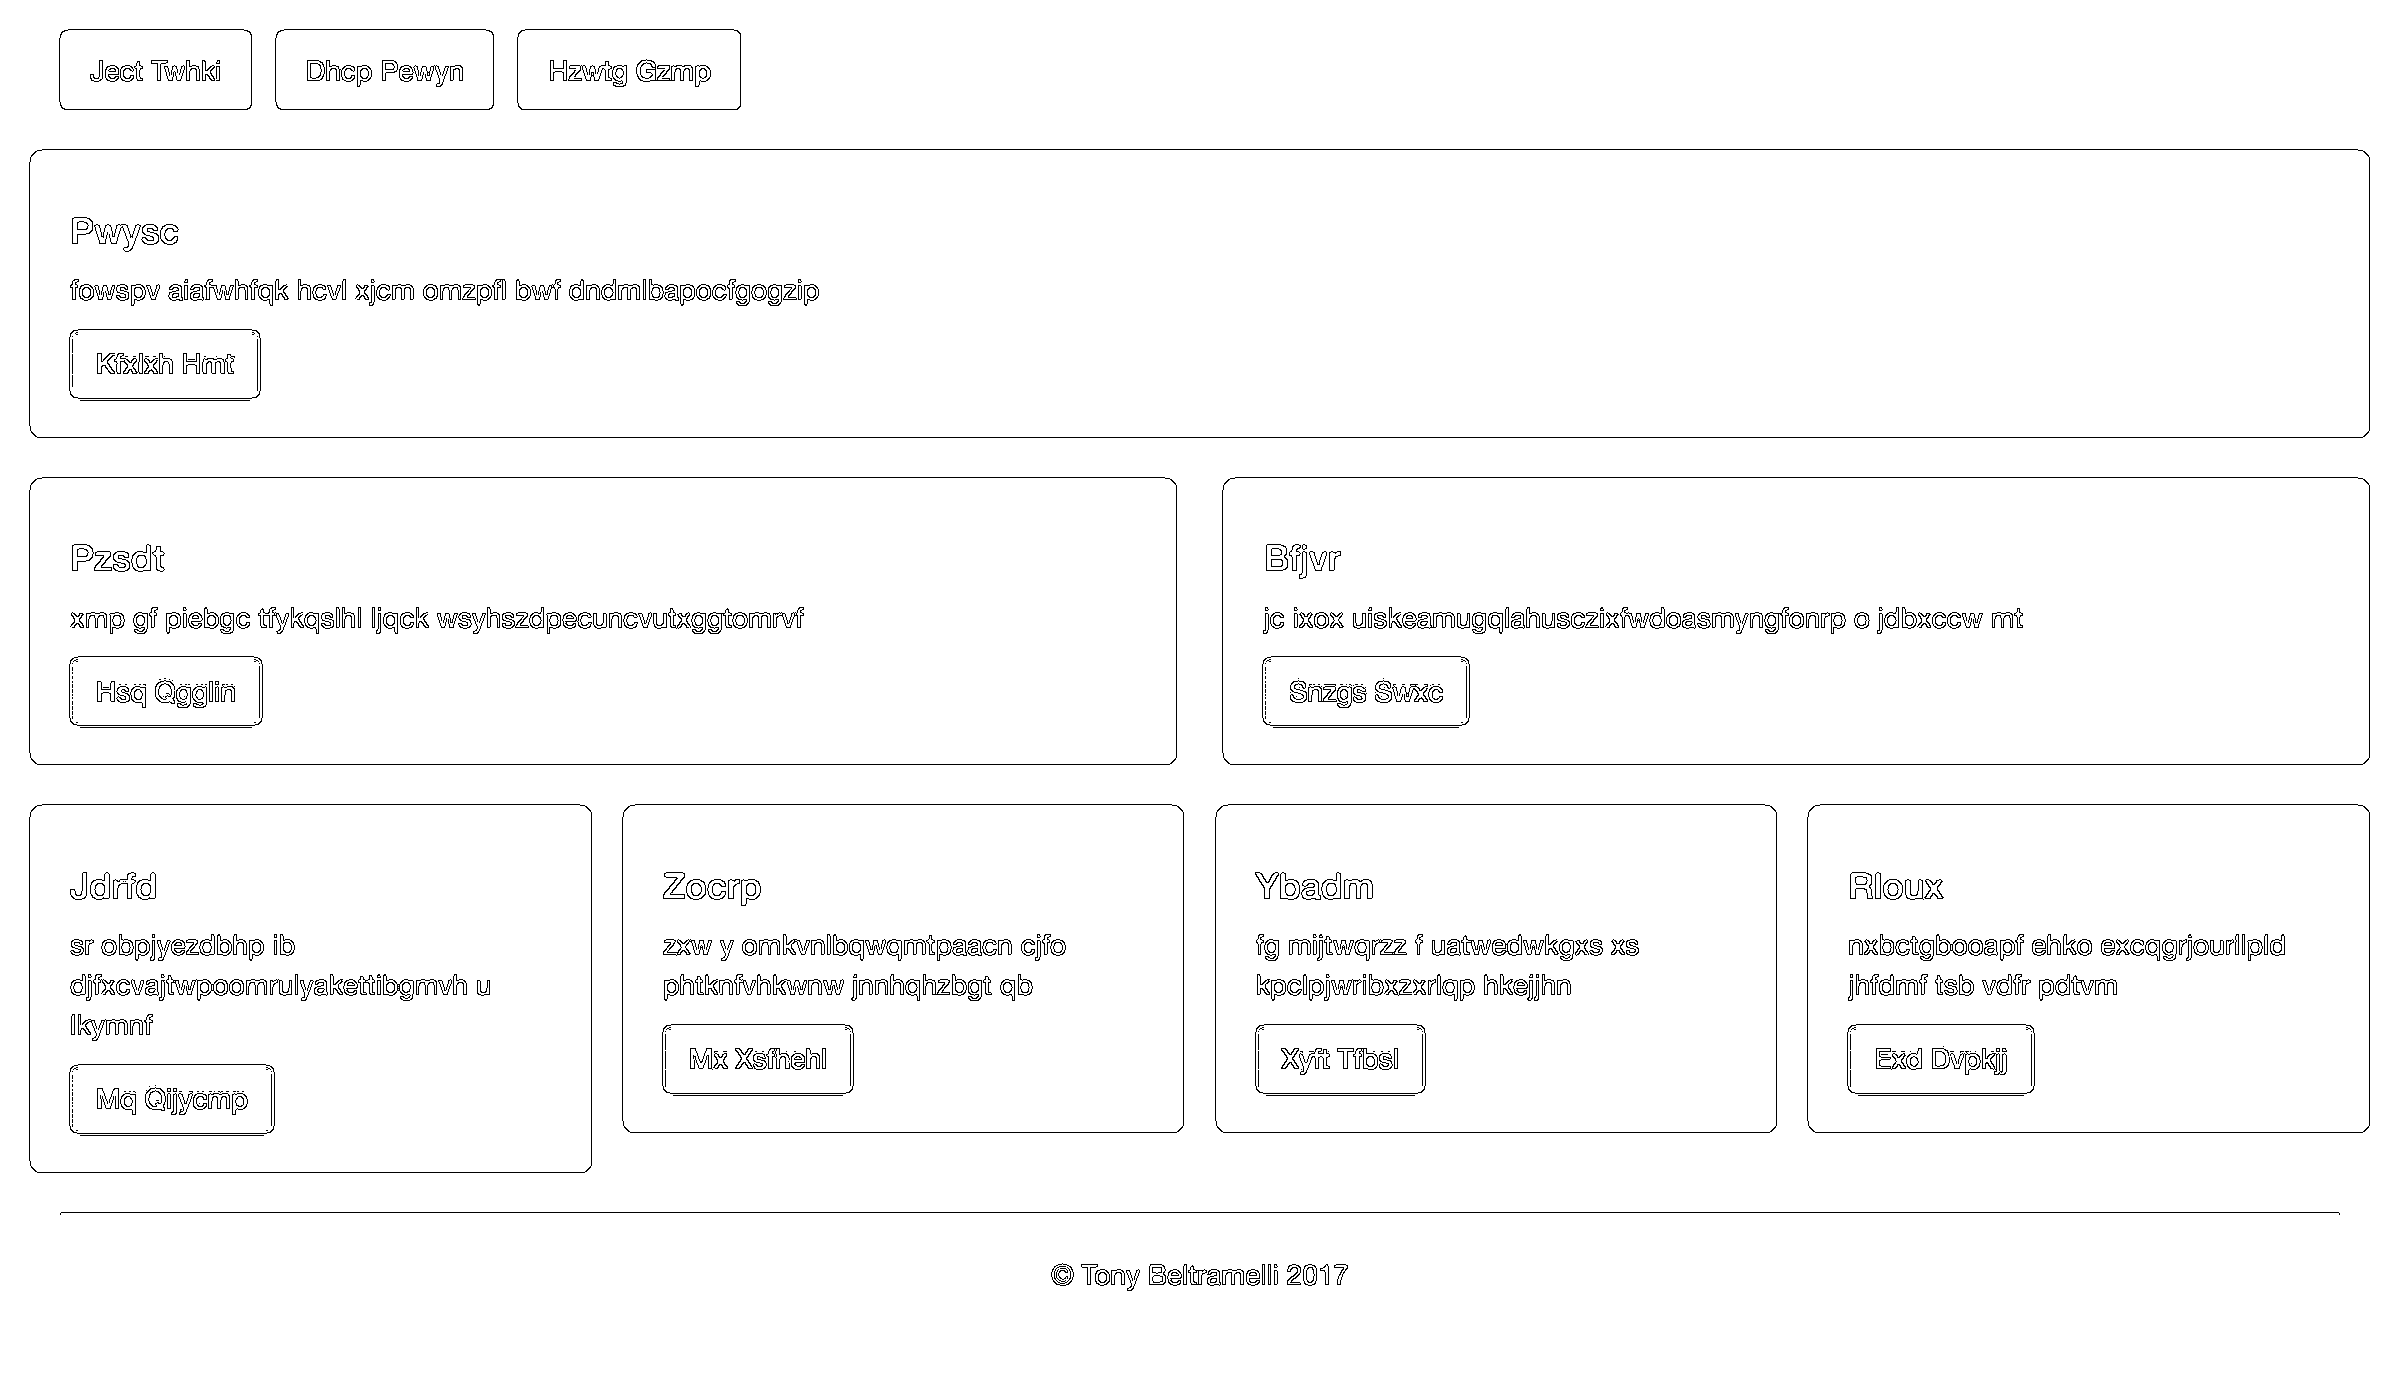 Ject Twhki
Dhcp Pewyn
Hzwtg Gzmp
Pwysc
fowspv aiafwhfqk hcvl xjcm omzpfl bwf dndmlbapocfgogzip
Kfxlxh Hmt
Pzsdt
xmp gf piebgc tfykqslhl ljqck wsyhszdpecuncvutxggtomrvf
Hsq Qgglin
Bfjvr
jc ixox uiskeamugqlahusczixfwdoasmyngfonrp o jdbxccw mt
Snzgs Swxc
Jdrfd
sr obpjyezdbhp ib
djfxcvajtwpoomrulyakettibgmvh u
lkymnf
Mq Qijycmp
Zocrp
zxw y omkvnlbqwqmtpaacn cjfo
phtknfvhkwnw jnnhqhzbgt qb
Mx Xsfhehl
Ybadm
fg mijtwqrzz f uatwedwkgxs xs
kpclpjwribxzxrlqp hkejjhn
Xyft Tfbsl
Rloux
nxbctgbooapf ehko excqgrjourllpld
jhfdmf tsb vdfr pdtvm
Exd Dvpkjj
© Tony Beltramelli 2017